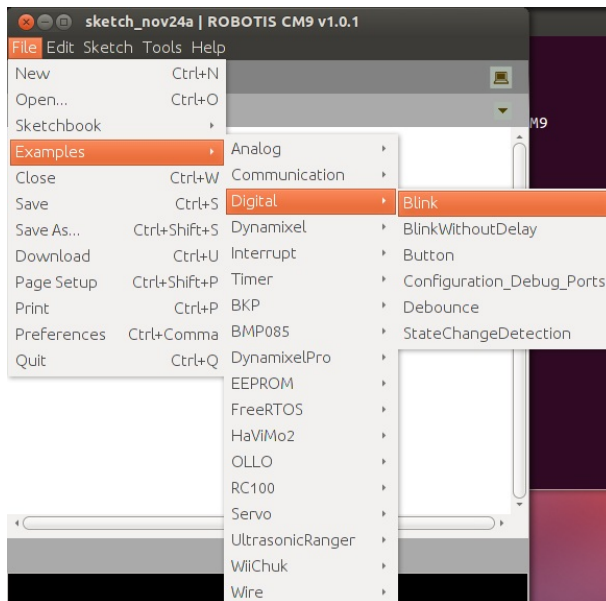 sketch_nov24a | ROBOTIS CM9 v1.0.1
File Edit Sketch Tools Help
New Ctrl+N
Open... Ctrl+O
Sketchbook
Examples
Close Ctrl+W
Save Ctrl+S
Save As... Ctrl+Shift+S
Download Ctrl+U
Page Setup Ctrl+Shift+P
Print Ctrl+P
Preferences Ctrl+Comma
Quit Ctrl+Q
Analog
Communication
Digital
Dynamixel
Interrupt
Timer
BKP
BMP085
DynamixelPro
EEPROM
FreeRTOS
HaViMo2
OLLO
RC100
Servo
UltrasonicRanger
WiiChuk
Wire
Blink
BlinkWithoutDelay
Button
Configuration_Debug_Ports
Debounce
StateChangeDetection
M9